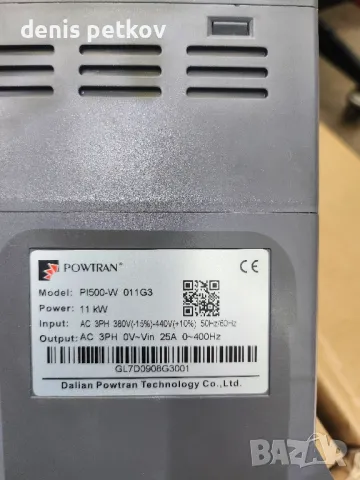 denis petkov
POWTRAN®
CE
Model: PI500-W 011G3
Power: 11 kW
Input: AC 3PH 380V(-15%)-440V(+10%) 50Hz/60Hz
Output: AC 3PH 0V~Vin 25A 0~400Hz
GL7D0908G3001
Dalian Powtran Technology Co.,Ltd.
bazar